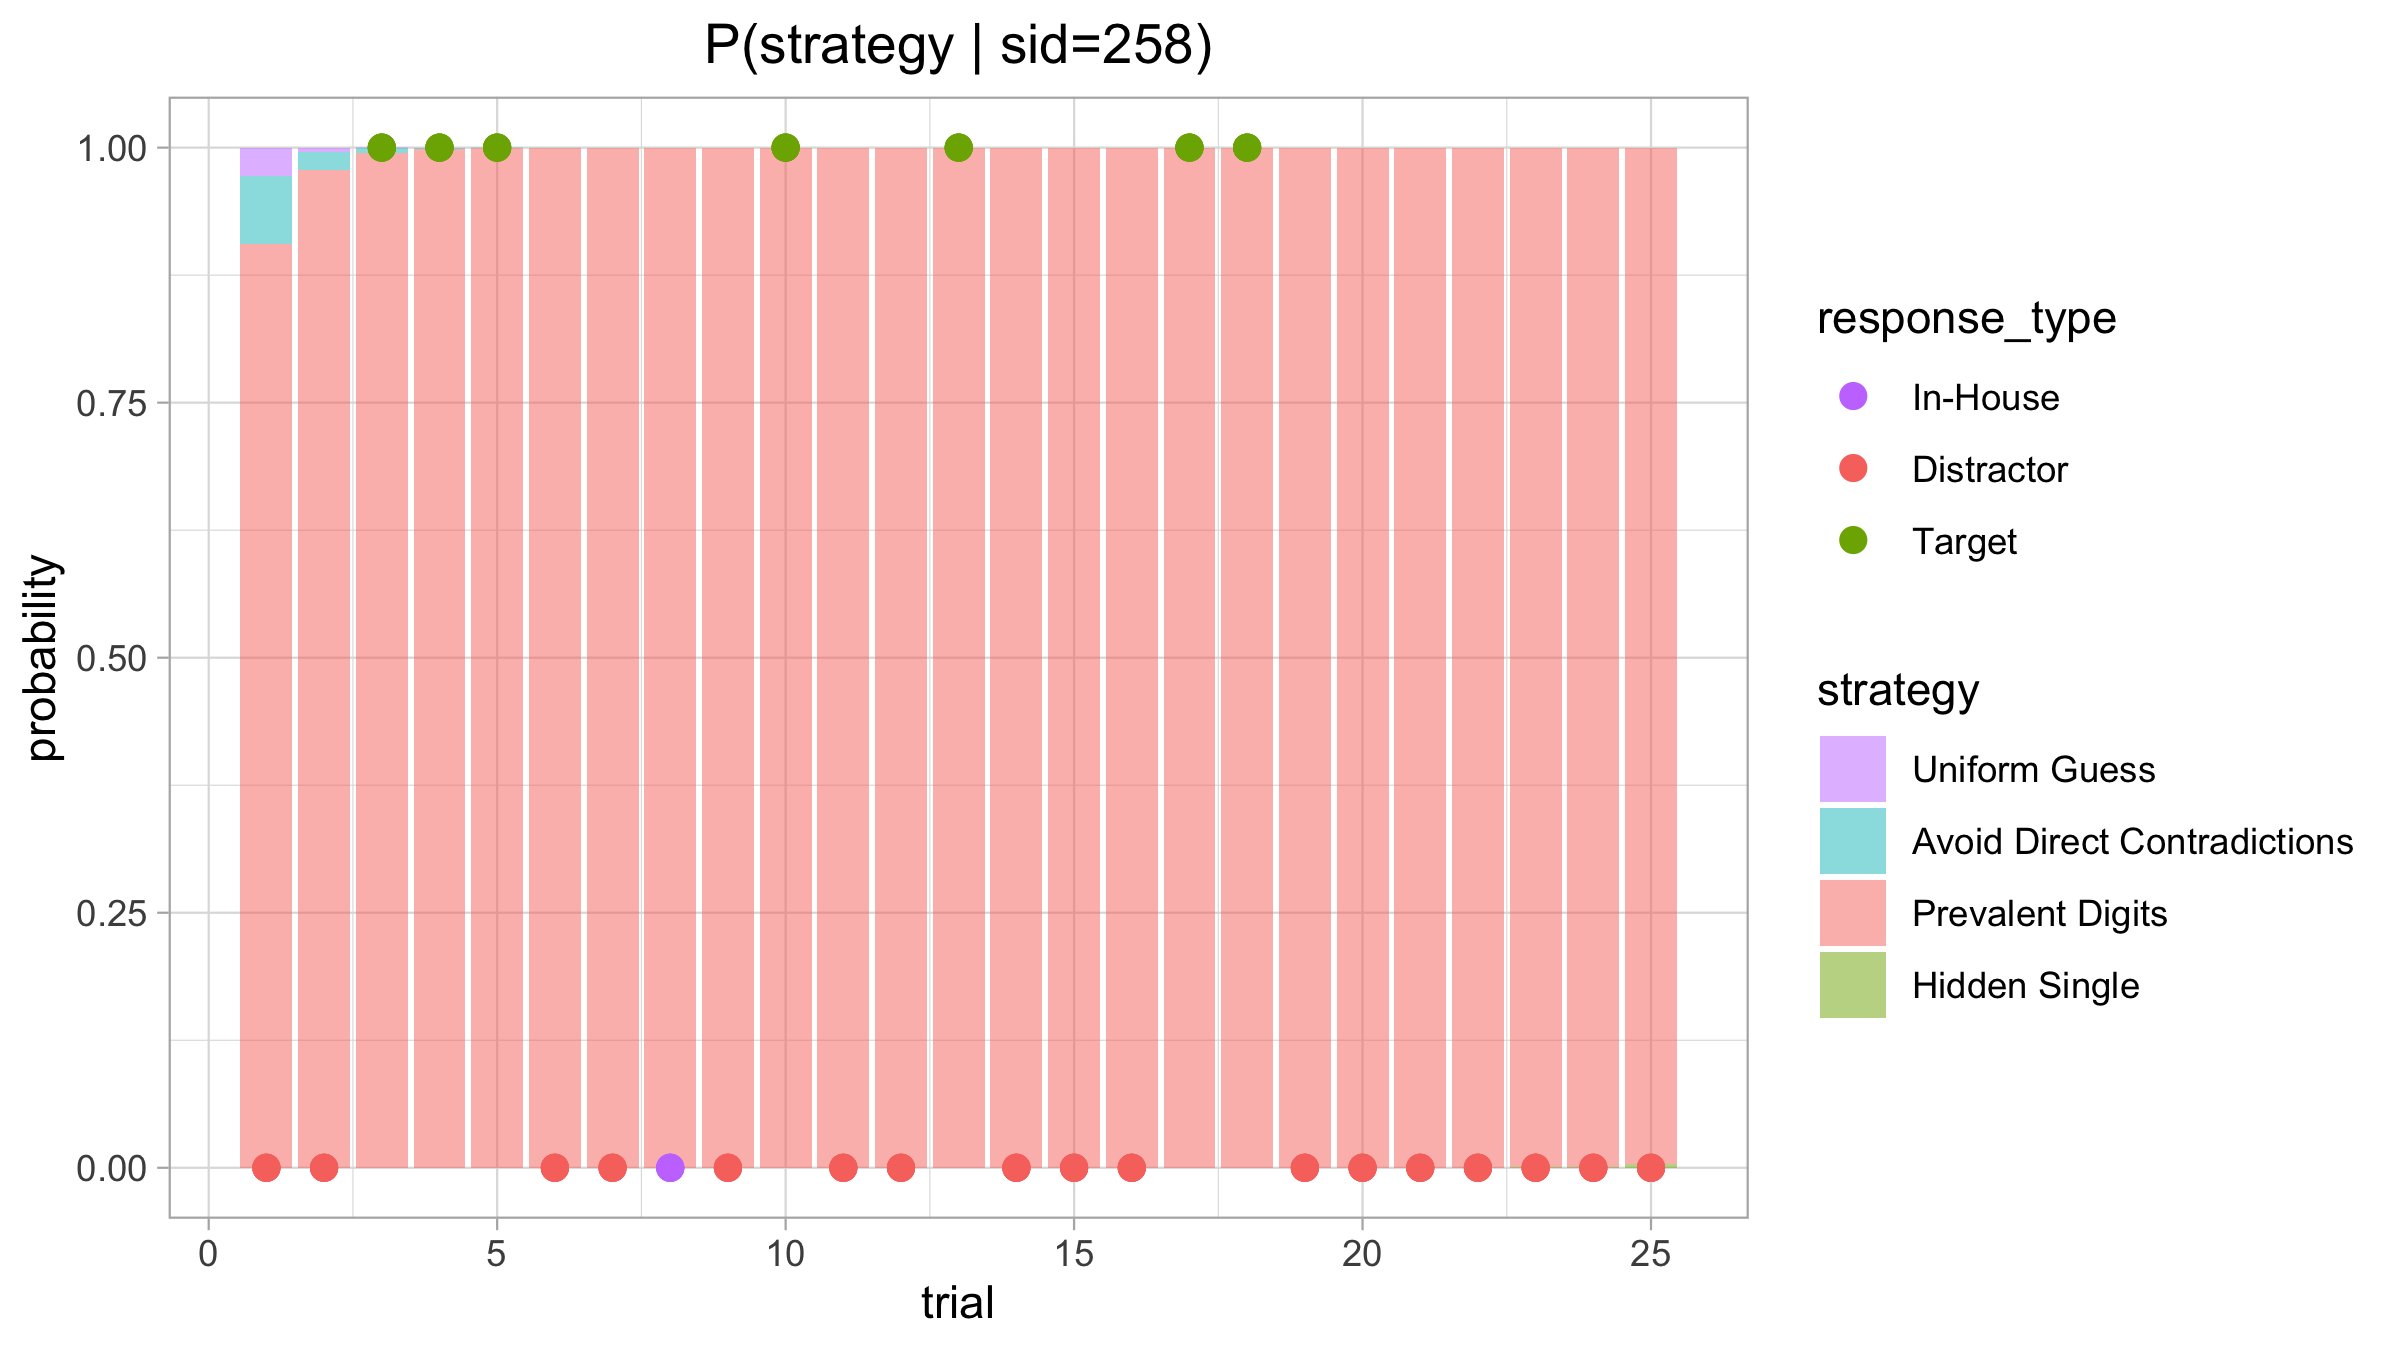 P(strategy | sid=258)
1.00
0.75
0.50
0.25
0.00
probability
0 5 10 15 20 25
trial
response_type
In-House
Distractor
Target
strategy
Uniform Guess
Avoid Direct Contradictions
Prevalent Digits
Hidden Single